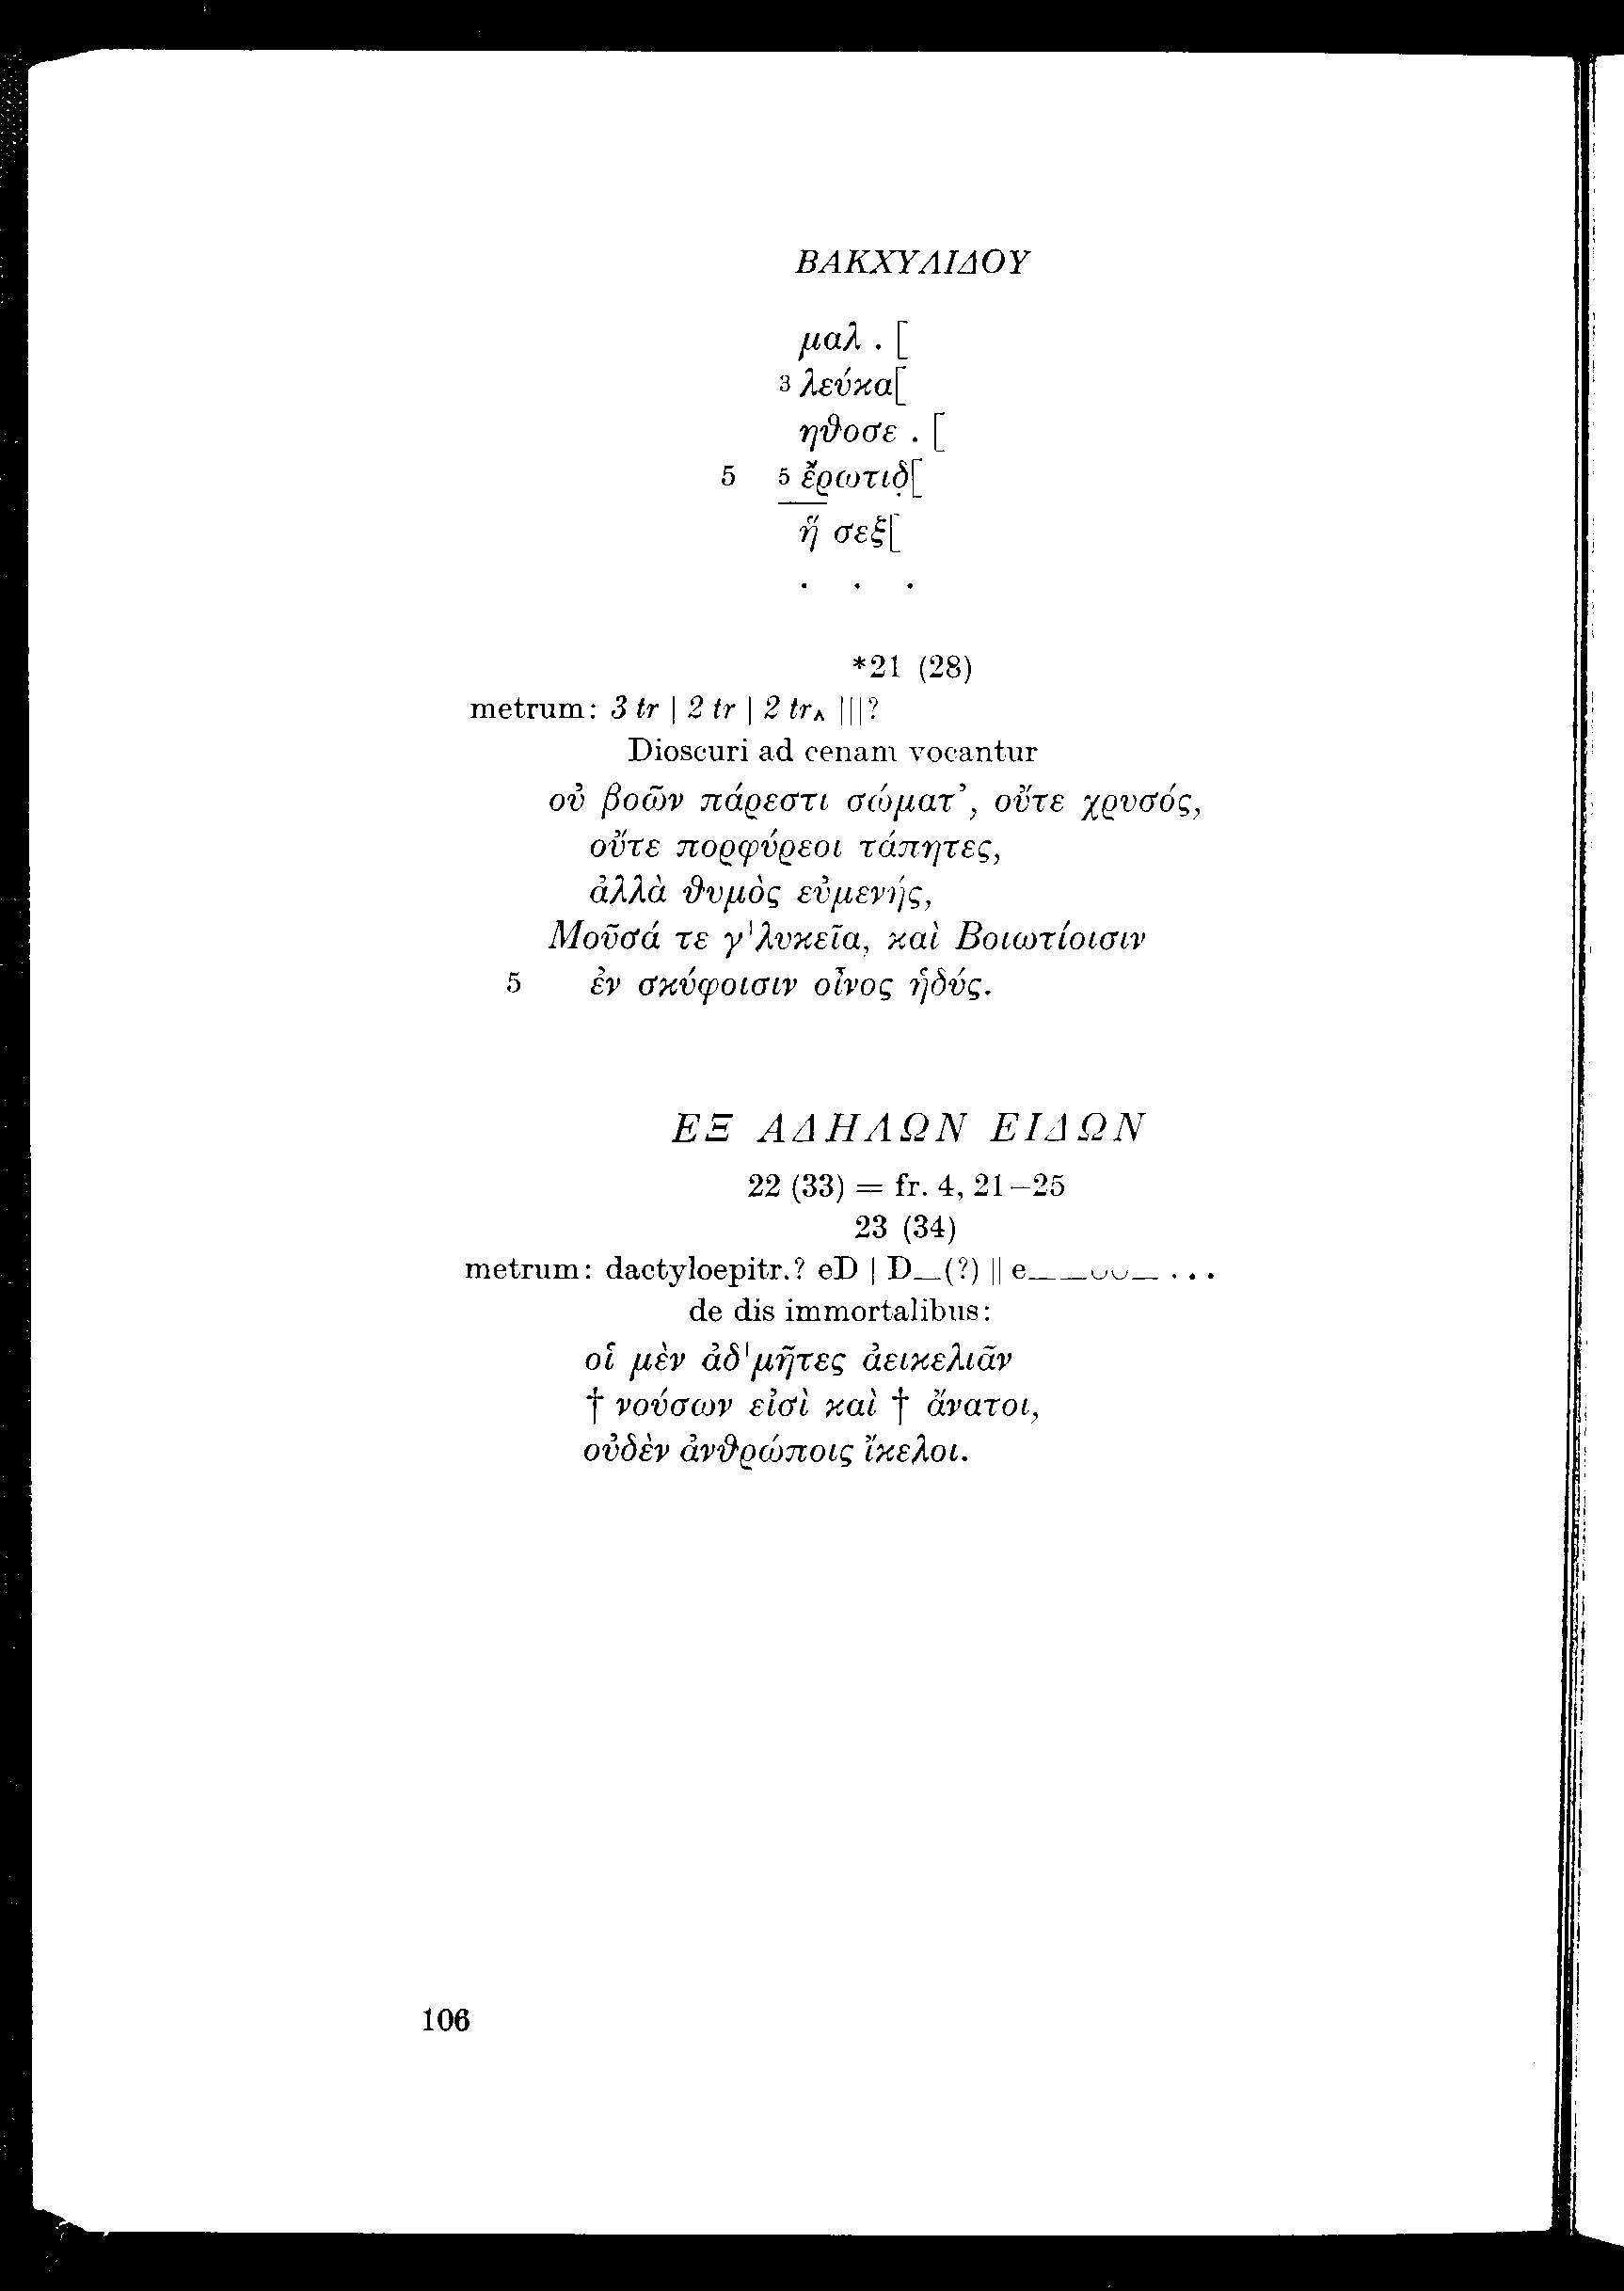 ΒΑΚΧΥΛΙΔΟΥ
μαλ . [
3 λεύκα[
ηθοσε . [
5 5 ἔρωτιδ̣[
ἥ σεξ[
. . .
*21 (28)
metrum: 3 tr | 2 tr | 2 tr‸ |||?
Dioscuri ad cenam vocantur
οὐ βοῶν πάρεστι σώματ’, οὔτε χρυσός,
οὔτε πορφύρεοι τάπητες,
ἀλλὰ θυμὸς εὐμενής,
Μοῦσά τε γ'λυκεῖα, καὶ Βοιωτίοισιν
5 ἐν σκύφοισιν οἶνος ἡδύς.
ΕΞ ΑΔΗΛΩΝ ΕΙΔΩΝ
22 (33) = fr. 4, 21–25
23 (34)
metrum: dactyloepitr.? eD | D—(?) || e— —⏑⏑— ...
de dis immortalibus:
οἱ μὲν ἀδ'μῆτες ἀεικελιᾶν
† νούσων εἰσὶ καὶ † ἄνατοι,
οὐδὲν ἀνθρώποις ἴκελοι.
106